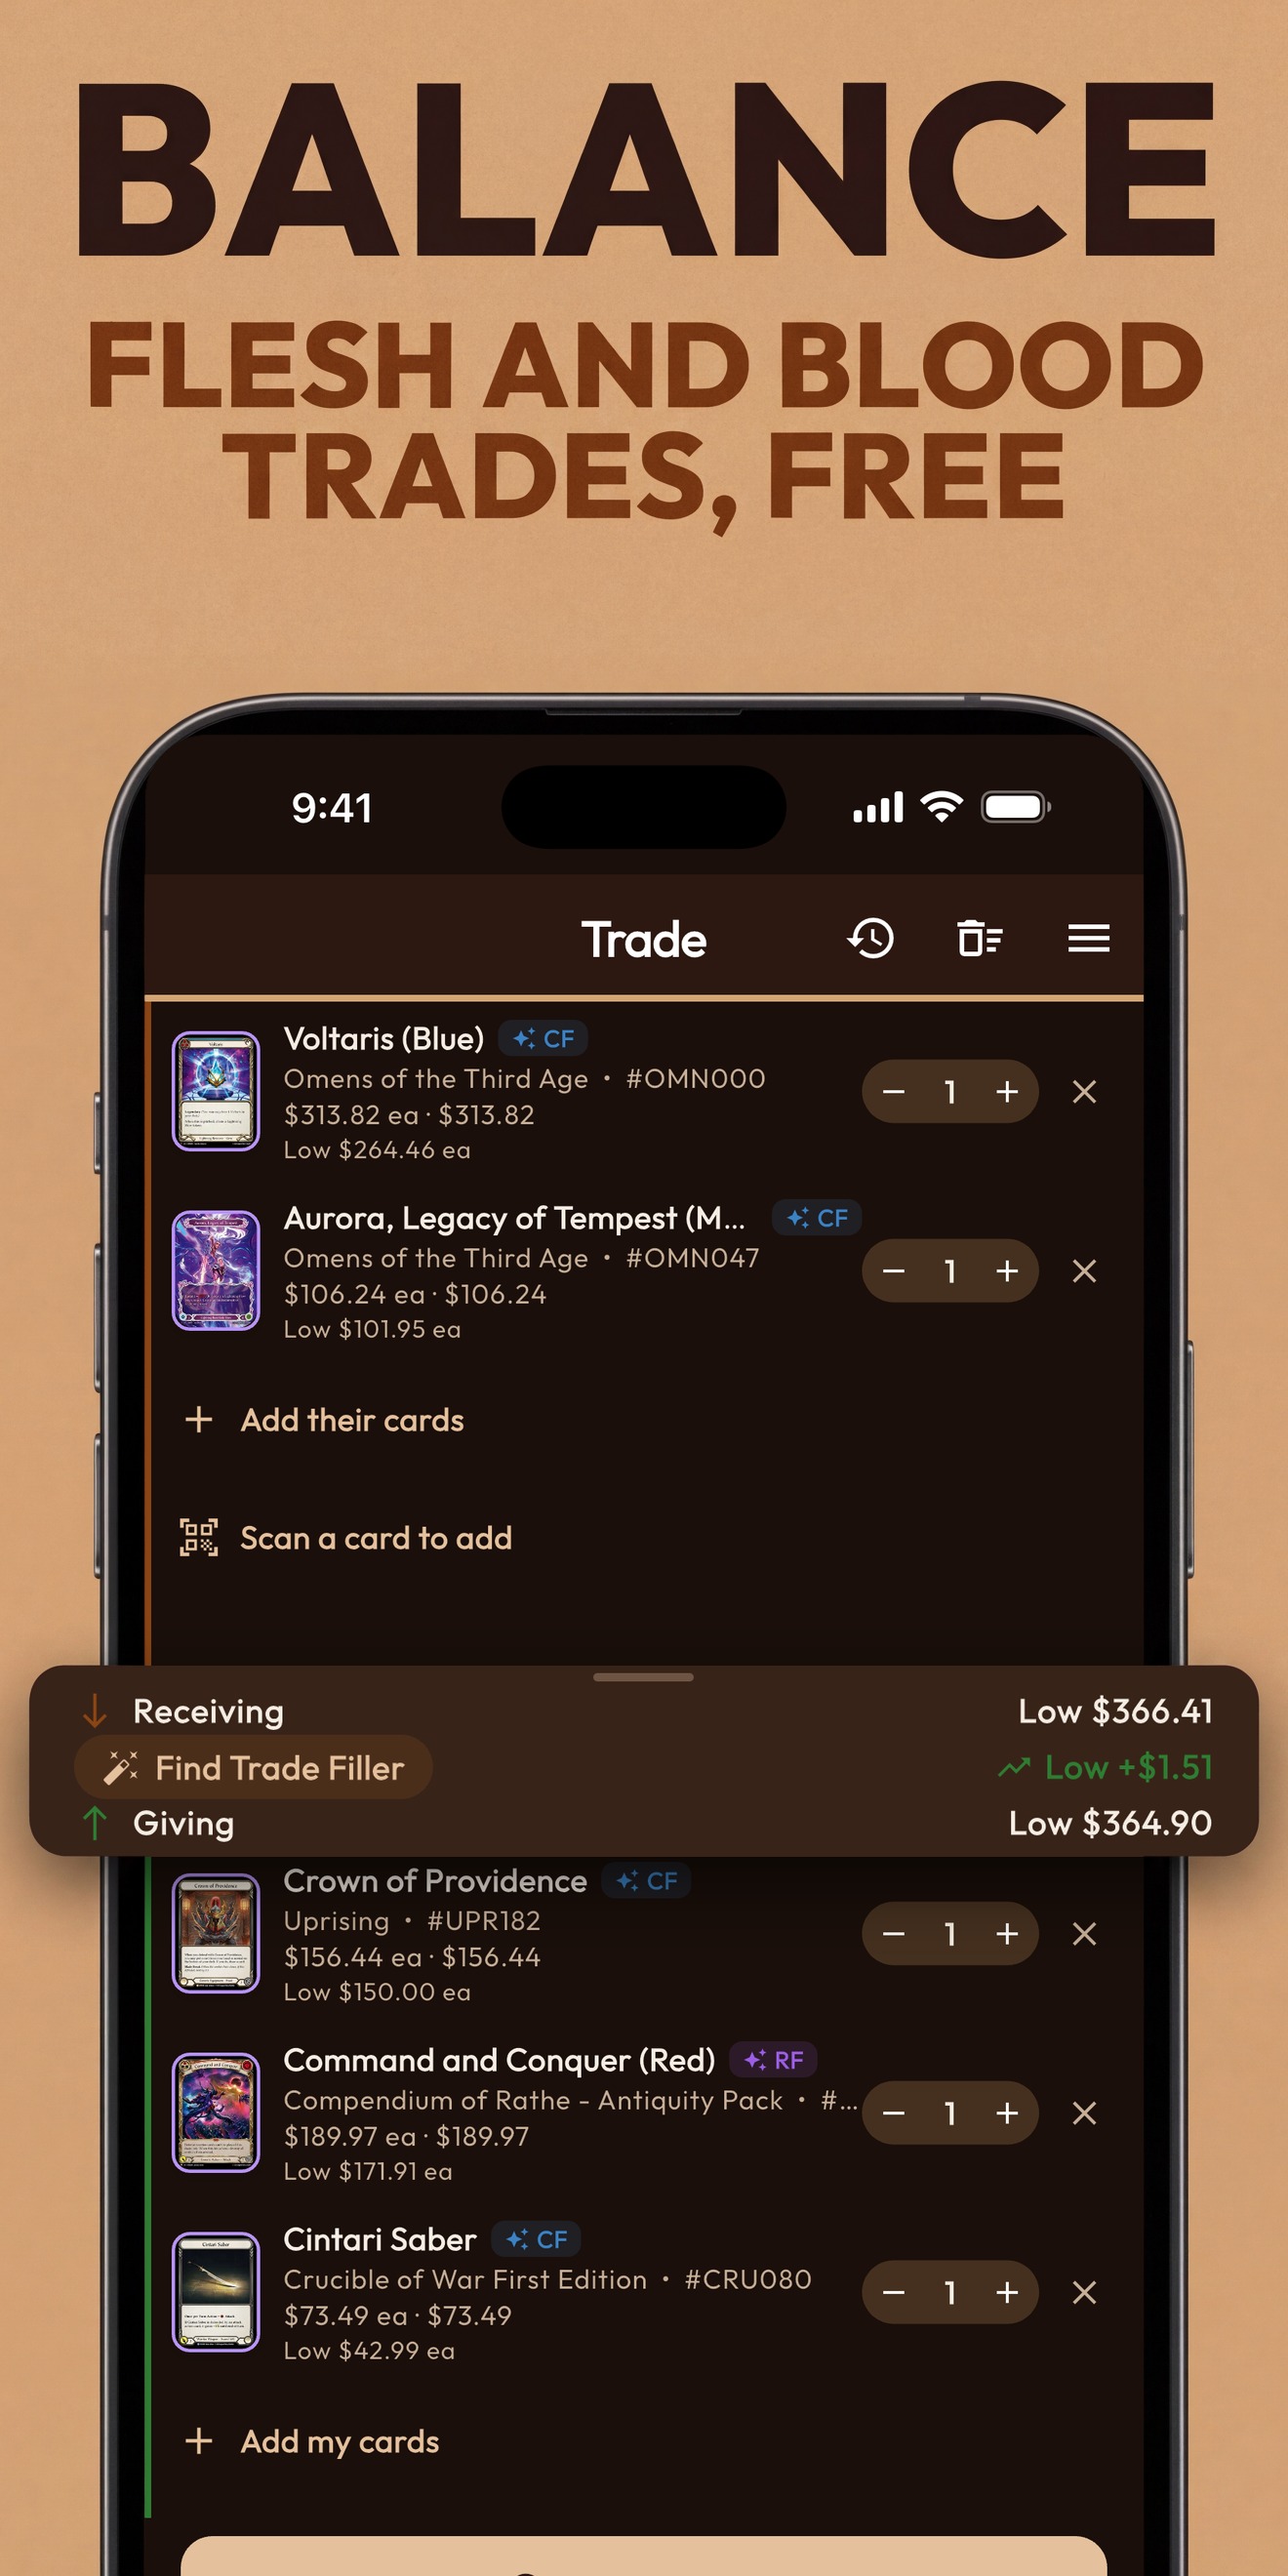 BALANCE
FLESH AND BLOOD
TRADES, FREE
9:41
Trade
Voltaris (Blue) CF
Omens of the Third Age • #OMN000
$313.82 ea · $313.82
Low $264.46 ea
− 1 + ×
Aurora, Legacy of Tempest (M... CF
Omens of the Third Age • #OMN047
$106.24 ea · $106.24
Low $101.95 ea
− 1 + ×
+ Add their cards
Scan a card to add
Receiving Low $366.41
Find Trade Filler Low +$1.51
Giving Low $364.90
Crown of Providence CF
Uprising • #UPR182
$156.44 ea · $156.44
Low $150.00 ea
− 1 + ×
Command and Conquer (Red) RF
Compendium of Rathe - Antiquity Pack • #...
$189.97 ea · $189.97
Low $171.91 ea
− 1 + ×
Cintari Saber CF
Crucible of War First Edition • #CRU080
$73.49 ea · $73.49
Low $42.99 ea
− 1 + ×
+ Add my cards